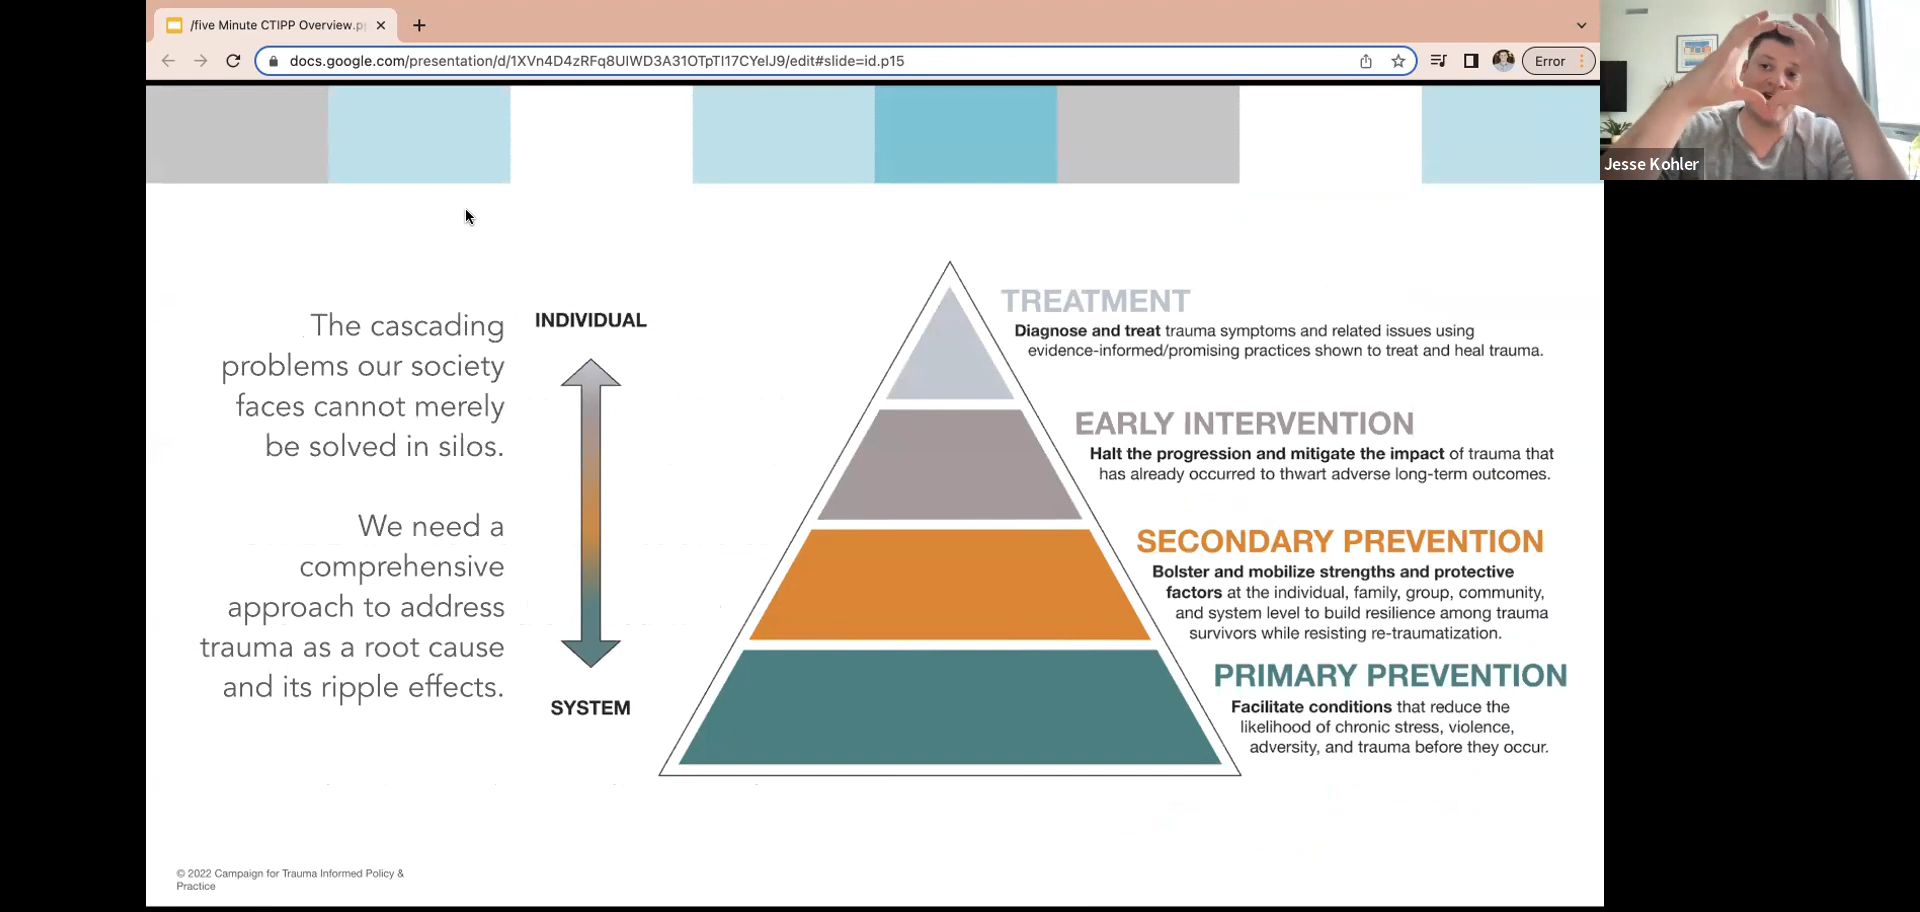 /five Minute CTIPP Overview.p
docs.google.com/presentation/d/1XVn4D4zRFq8UIWD3A31OTpTI17CYelJ9/edit#slide=id.p15
Error
Jesse Kohler
The cascading
problems our society
faces cannot merely
be solved in silos.
We need a
comprehensive
approach to address
trauma as a root cause
and its ripple effects.
INDIVIDUAL
SYSTEM
TREATMENT
Diagnose and treat trauma symptoms and related issues using
evidence-informed/promising practices shown to treat and heal trauma.
EARLY INTERVENTION
Halt the progression and mitigate the impact of trauma that
has already occurred to thwart adverse long-term outcomes.
SECONDARY PREVENTION
Bolster and mobilize strengths and protective
factors at the individual, family, group, community,
and system level to build resilience among trauma
survivors while resisting re-traumatization.
PRIMARY PREVENTION
Facilitate conditions that reduce the
likelihood of chronic stress, violence,
adversity, and trauma before they occur.
© 2022 Campaign for Trauma Informed Policy &
Practice